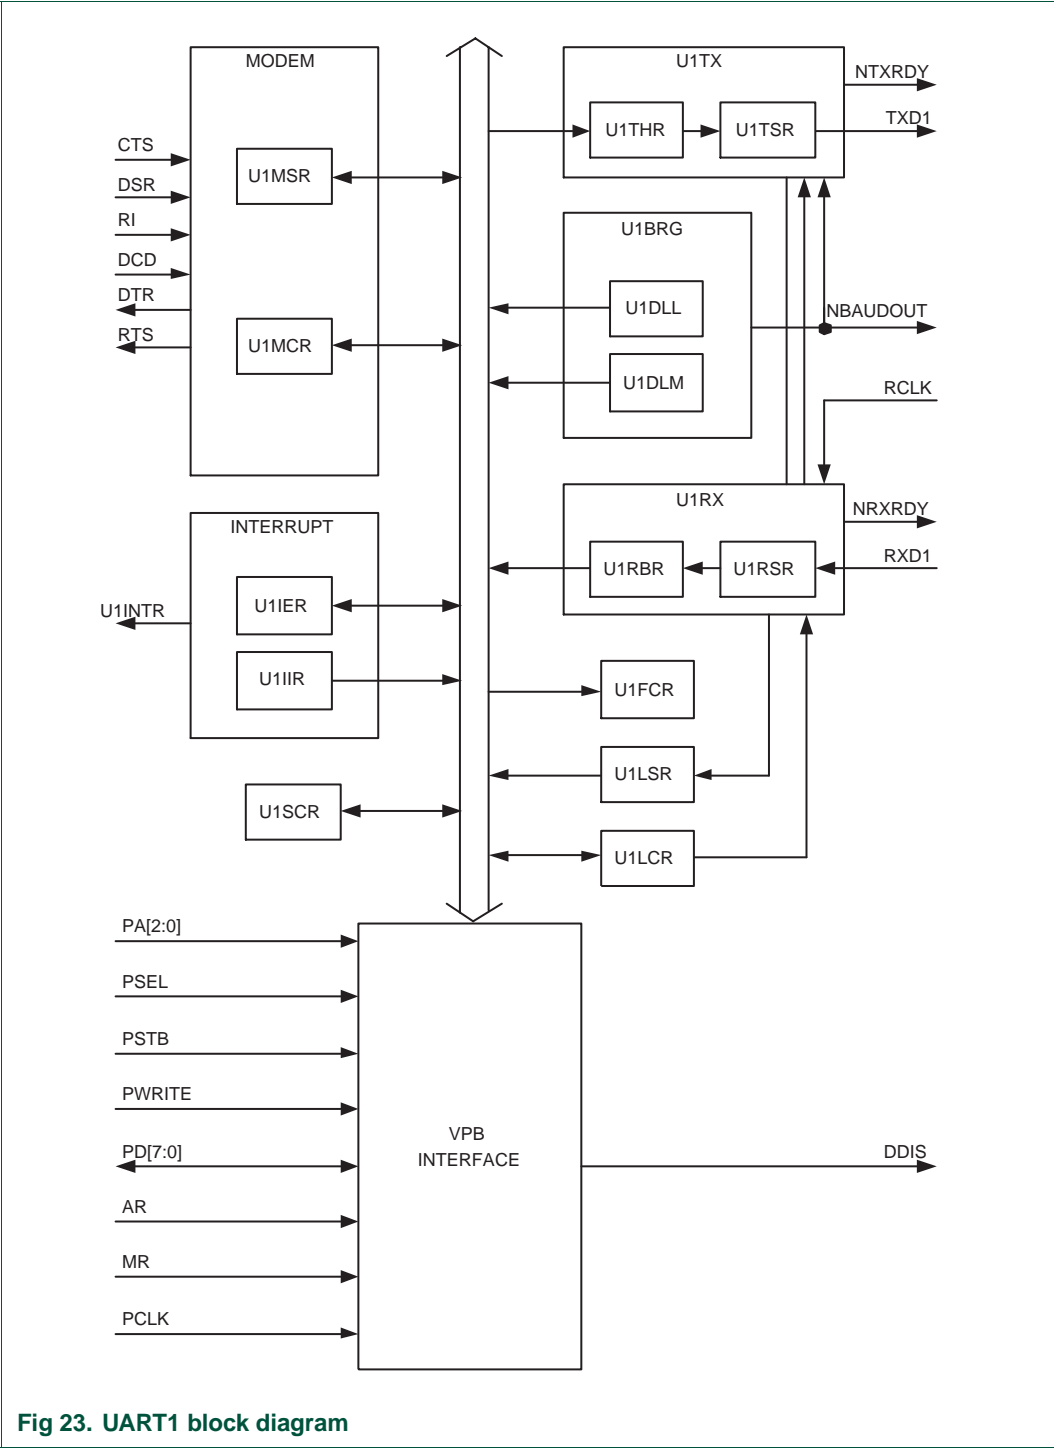 MODEM
U1TX
NTXRDY
CTS
U1THR
U1TSR
TXD1
U1MSR
DSR
RI
U1BRG
DCD
DTR
U1DLL
NBAUDOUT
RTS
U1MCR
U1DLM
RCLK
U1RX
NRXRDY
INTERRUPT
U1RBR
U1RSR
RXD1
U1IER
U1INTR
U1IIR
U1FCR
U1LSR
U1SCR
U1LCR
PA[2:0]
PSEL
PSTB
PWRITE
VPB
INTERFACE
PD[7:0]
DDIS
AR
MR
PCLK
Fig 23. UART1 block diagram